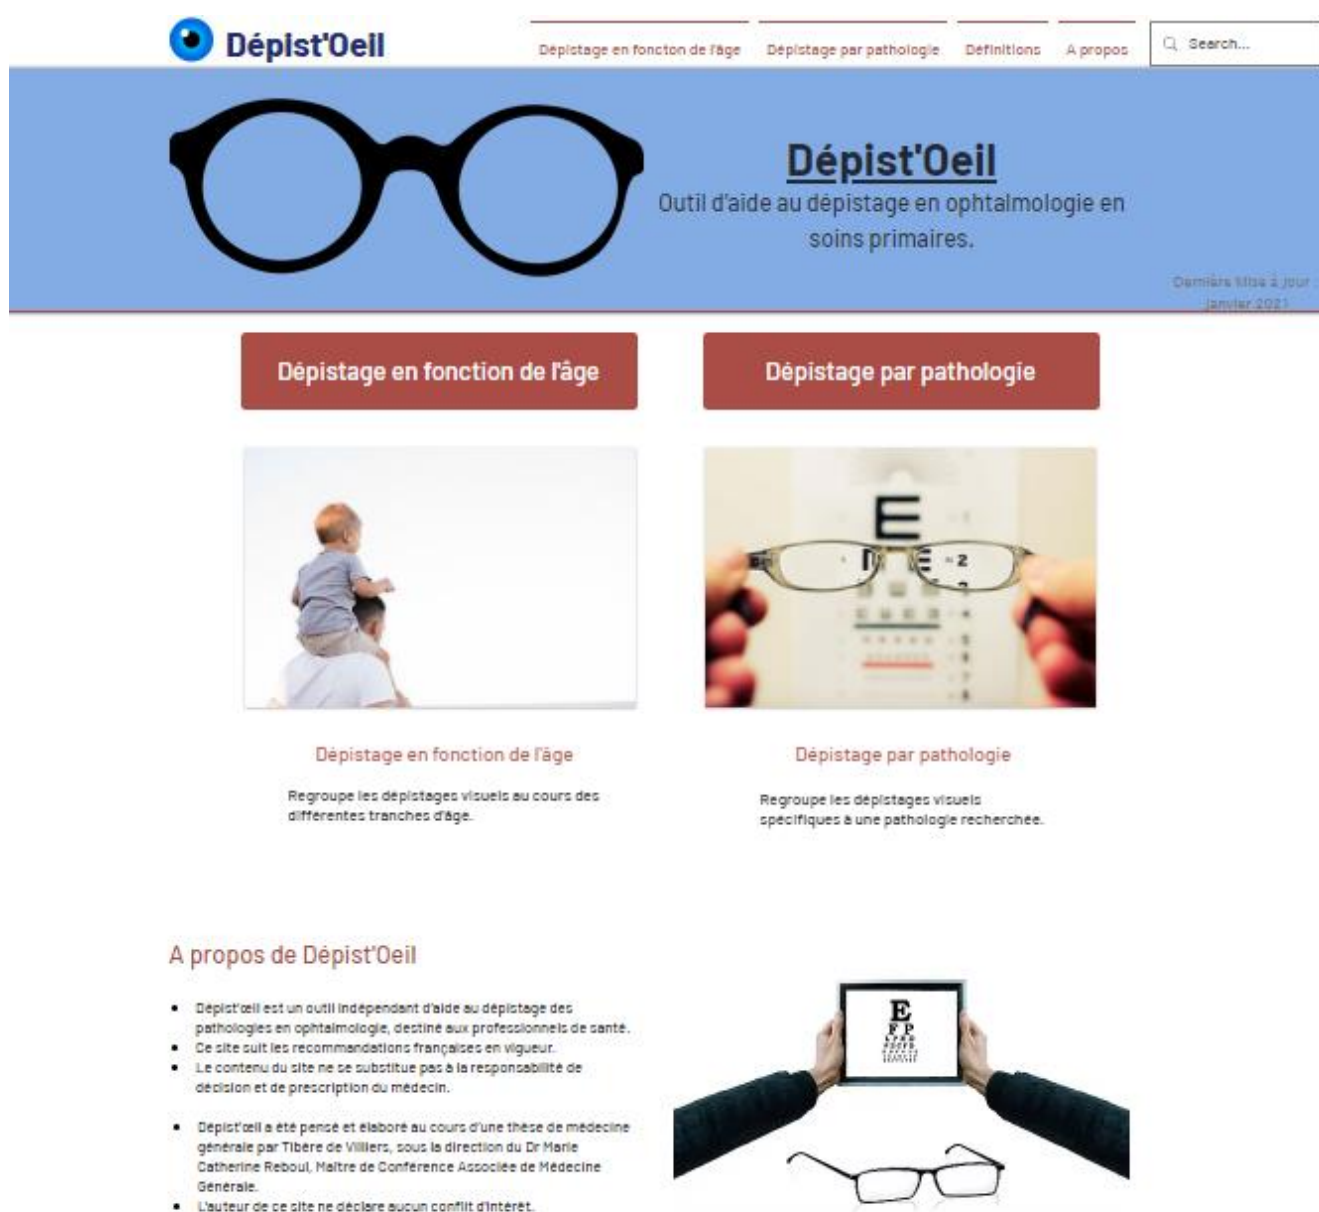 Dépist'Oeil
Dépistage en foncton de l'âge
Dépistage par pathologie
Définitions
A propos
Search...
Dépist'Oeil
Outil d'aide au dépistage en ophtalmologie en
soins primaires.
Dernière Mise à jour :
janvier 2021
Dépistage en fonction de l'âge
Dépistage par pathologie
E
Dépistage en fonction de l'âge
Dépistage par pathologie
Regroupe les dépistages visuels au cours des
différentes tranches d'âge.
Regroupe les dépistages visuels
spécifiques à une pathologie recherchée.
A propos de Dépist'Oeil
Dépist'œil est un outil indépendant d'aide au dépistage des
pathologies en ophtalmologie, destiné aux professionnels de santé.
Ce site suit les recommandations françaises en vigueur.
Le contenu du site ne se substitue pas à la responsabilité de
décision et de prescription du médecin.
Dépist'œil a été pensé et élaboré au cours d'une thèse de médecine
générale par Tibère de Villiers, sous la direction du Dr Marie
Catherine Reboul, Maître de Conférence Associée de Médecine
Générale.
L'auteur de ce site ne déclare aucun conflit d'intérêt.
E
F P